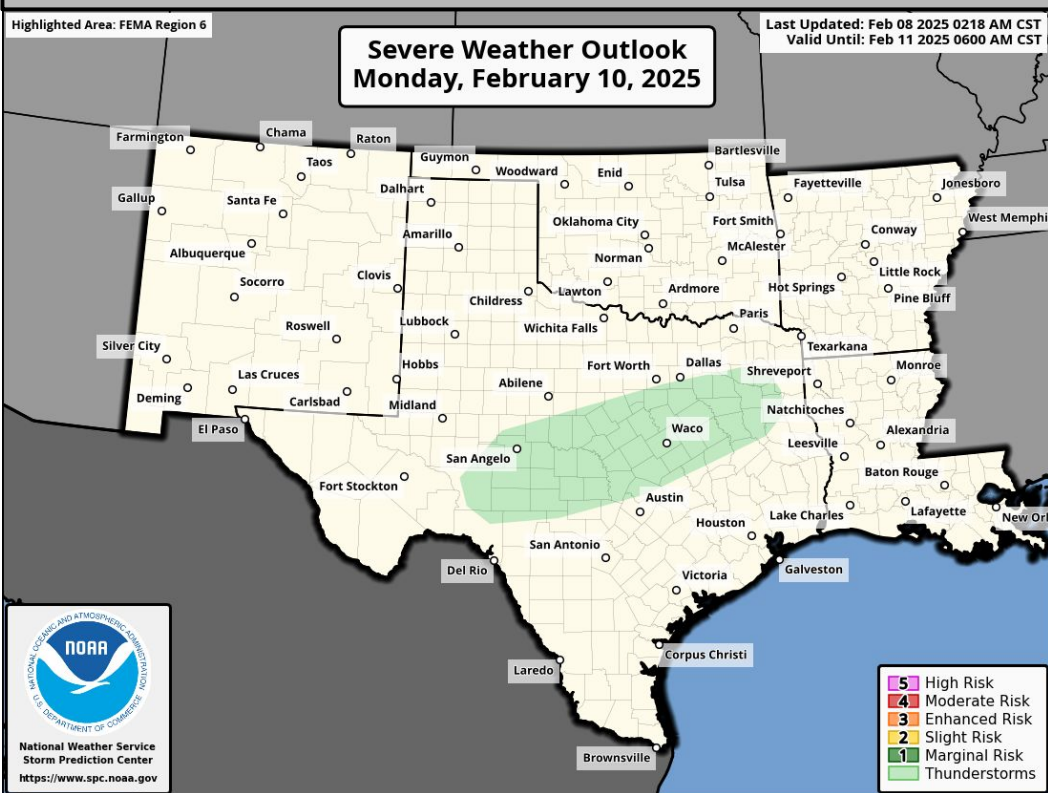 Highlighted Area: FEMA Region 6
Severe Weather Outlook
Monday, February 10, 2025
Last Updated: Feb 08 2025 0218 AM CST
Valid Until: Feb 11 2025 0600 AM CST
Farmington
Chama
Raton
Taos
Guymon
Woodward
Enid
Bartlesville
Tulsa
Fayetteville
Jonesboro
Gallup
Santa Fe
Dalhart
Oklahoma City
Fort Smith
West Memphi
Albuquerque
Amarillo
Norman
McAlester
Conway
Socorro
Clovis
Childress
Lawton
Ardmore
Hot Springs
Little Rock
Pine Bluff
Roswell
Lubbock
Wichita Falls
Paris
Texarkana
Silver City
Las Cruces
Hobbs
Fort Worth
Dallas
Shreveport
Monroe
Deming
Carlsbad
Midland
Abilene
Natchitoches
El Paso
Waco
Leesville
Alexandria
San Angelo
Fort Stockton
Austin
Baton Rouge
Houston
Lake Charles
Lafayette
New Orl
San Antonio
Del Rio
Victoria
Galveston
Laredo
Corpus Christi
Brownsville
NATIONAL OCEANIC AND ATMOSPHERIC ADMINISTRATION
NOAA
U.S. DEPARTMENT OF COMMERCE
National Weather Service
Storm Prediction Center
https://www.spc.noaa.gov
5 High Risk
4 Moderate Risk
3 Enhanced Risk
2 Slight Risk
1 Marginal Risk
Thunderstorms